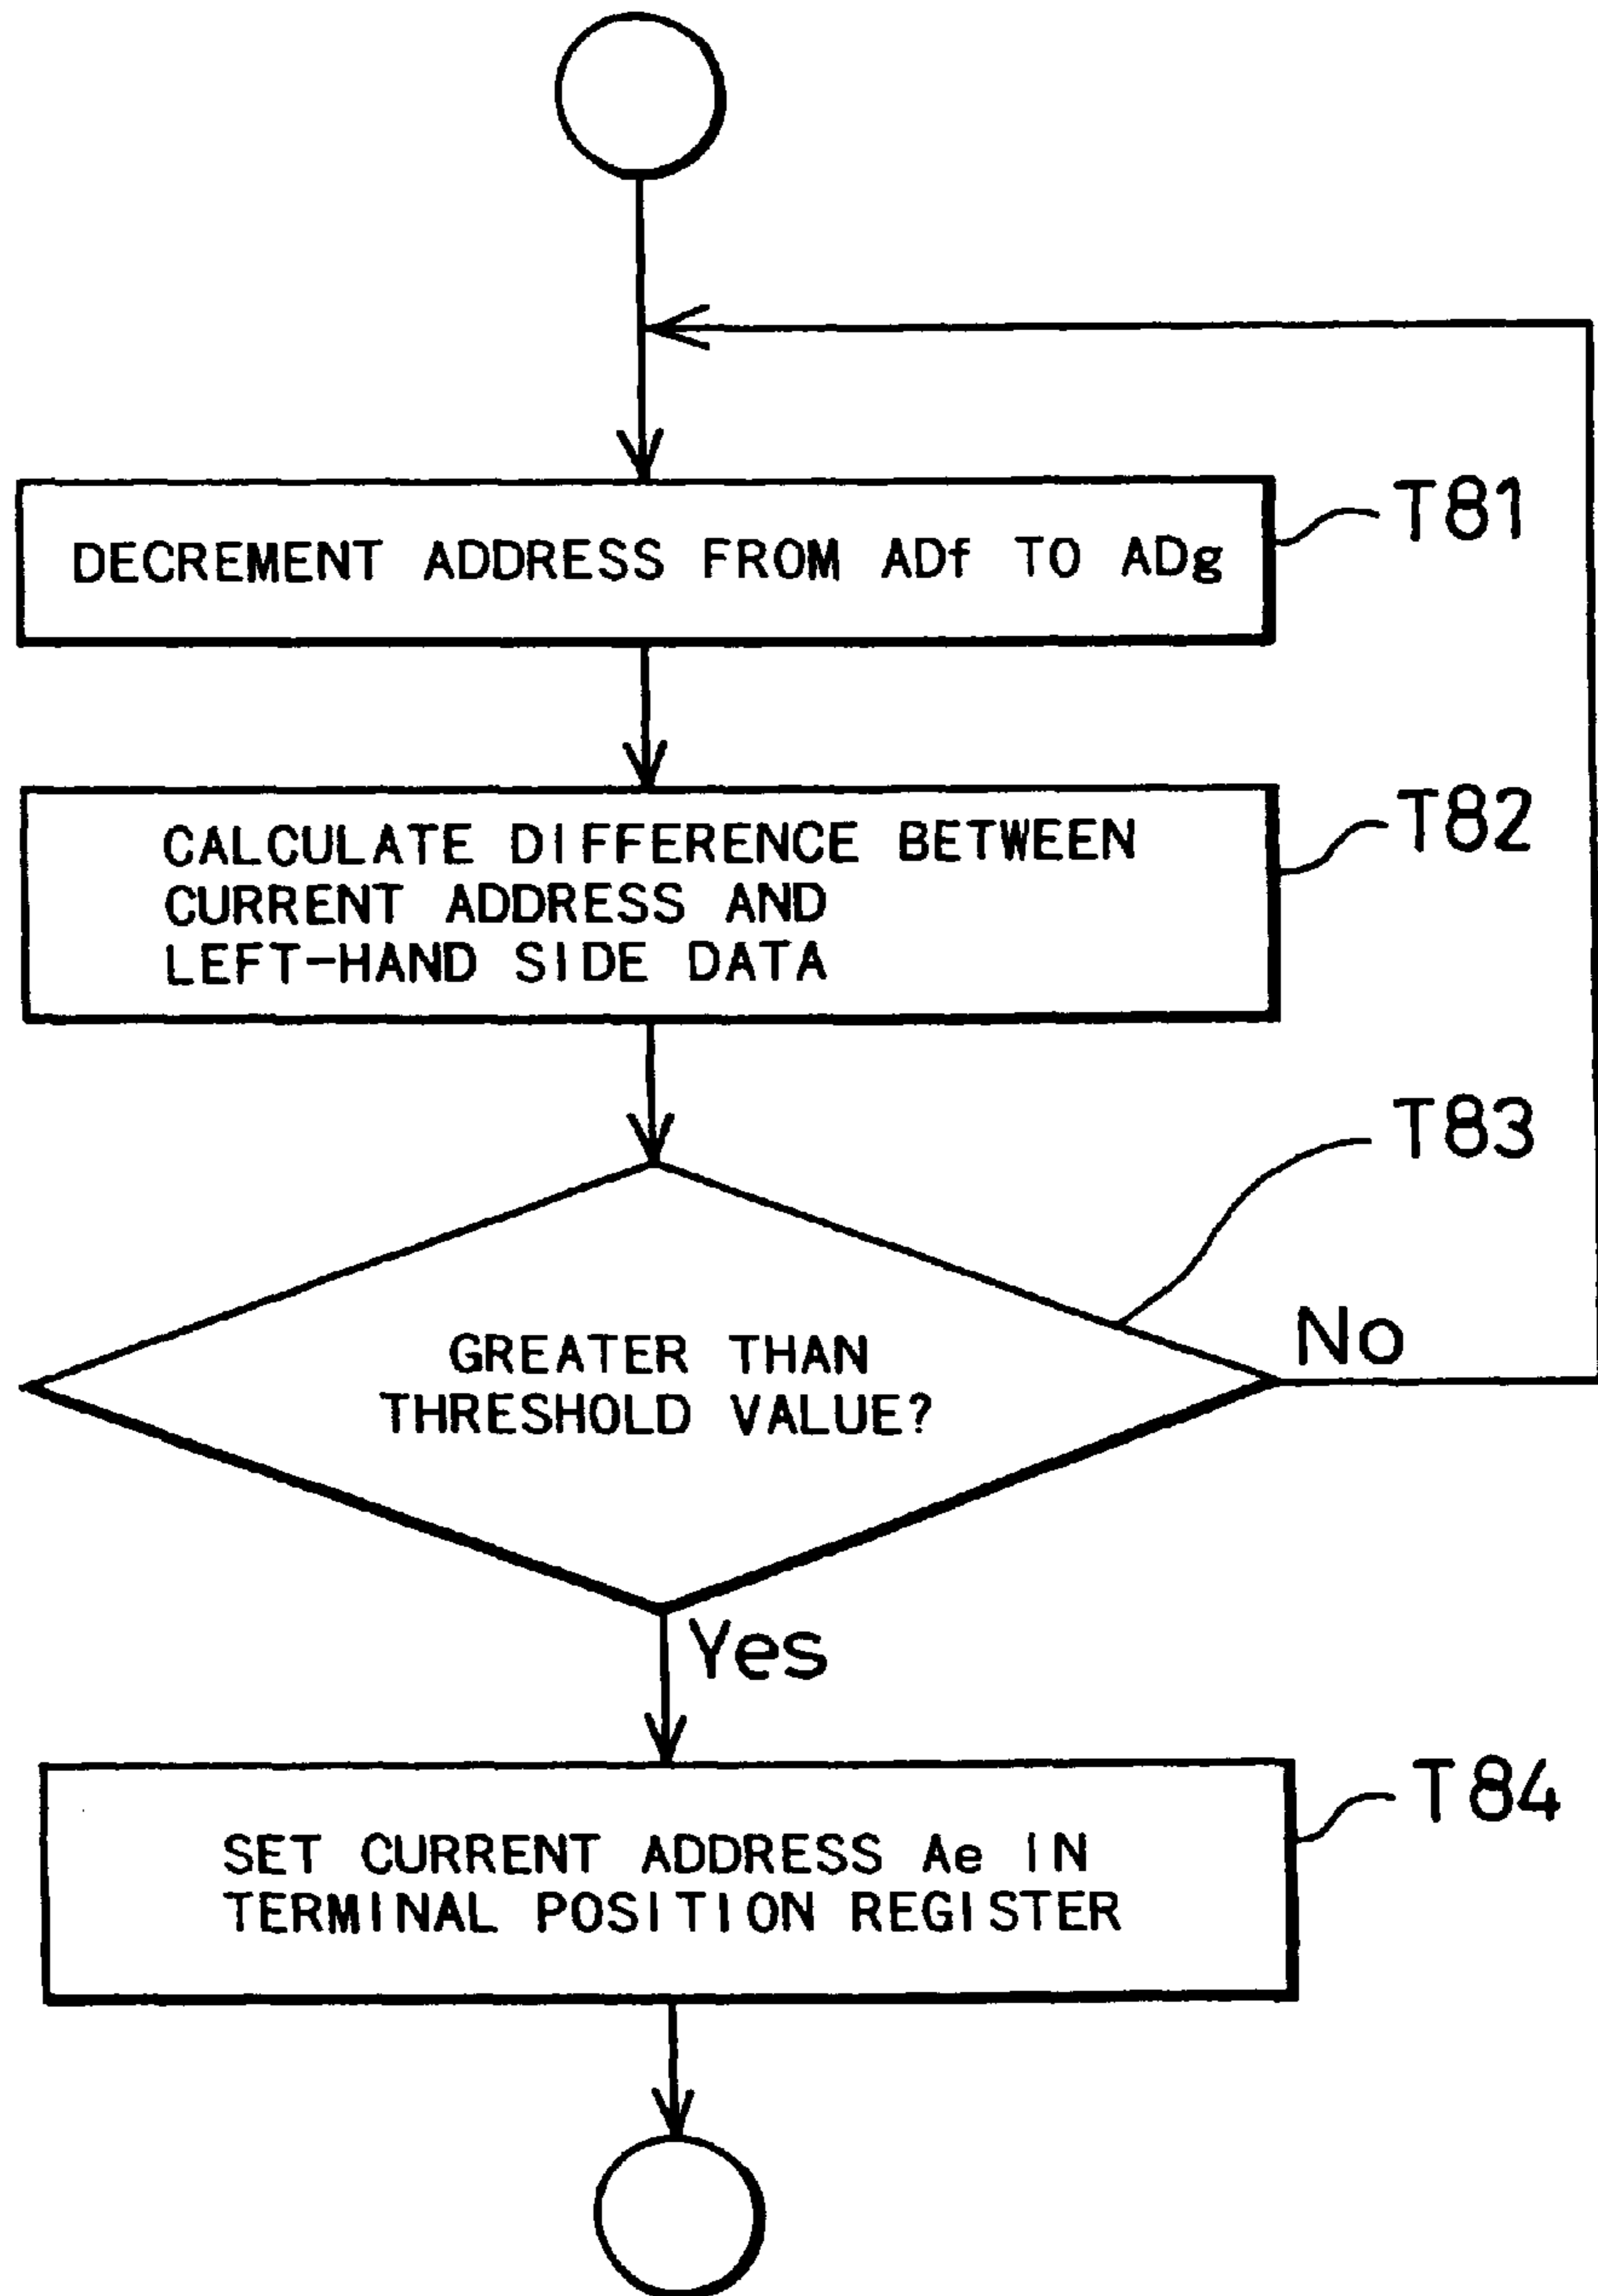 DECREMENT ADDRESS FROM ADf TO ADg
T81
CALCULATE DIFFERENCE BETWEEN
CURRENT ADDRESS AND
LEFT-HAND SIDE DATA
T82
T83
GREATER THAN
THRESHOLD VALUE?
No
Yes
SET CURRENT ADDRESS Ae IN
TERMINAL POSITION REGISTER
T84